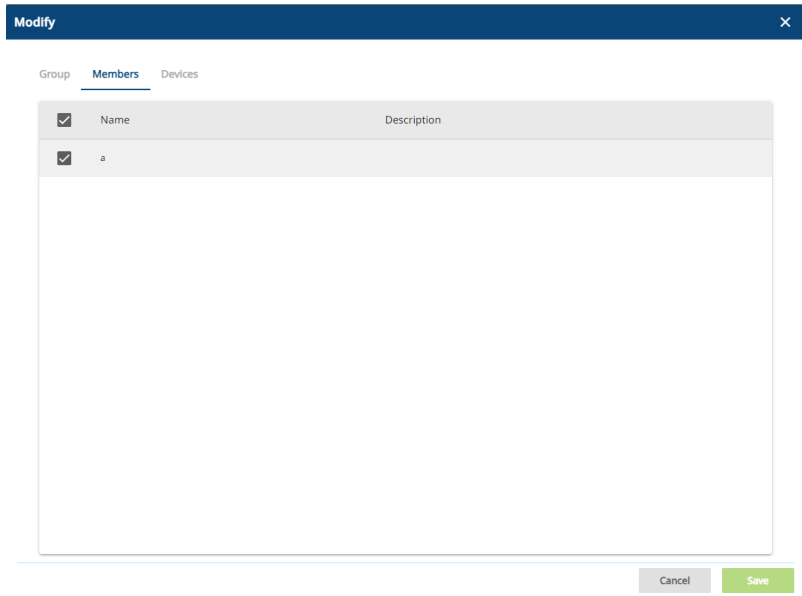 Modify
Group Members Devices
Name Description
a
Cancel Save